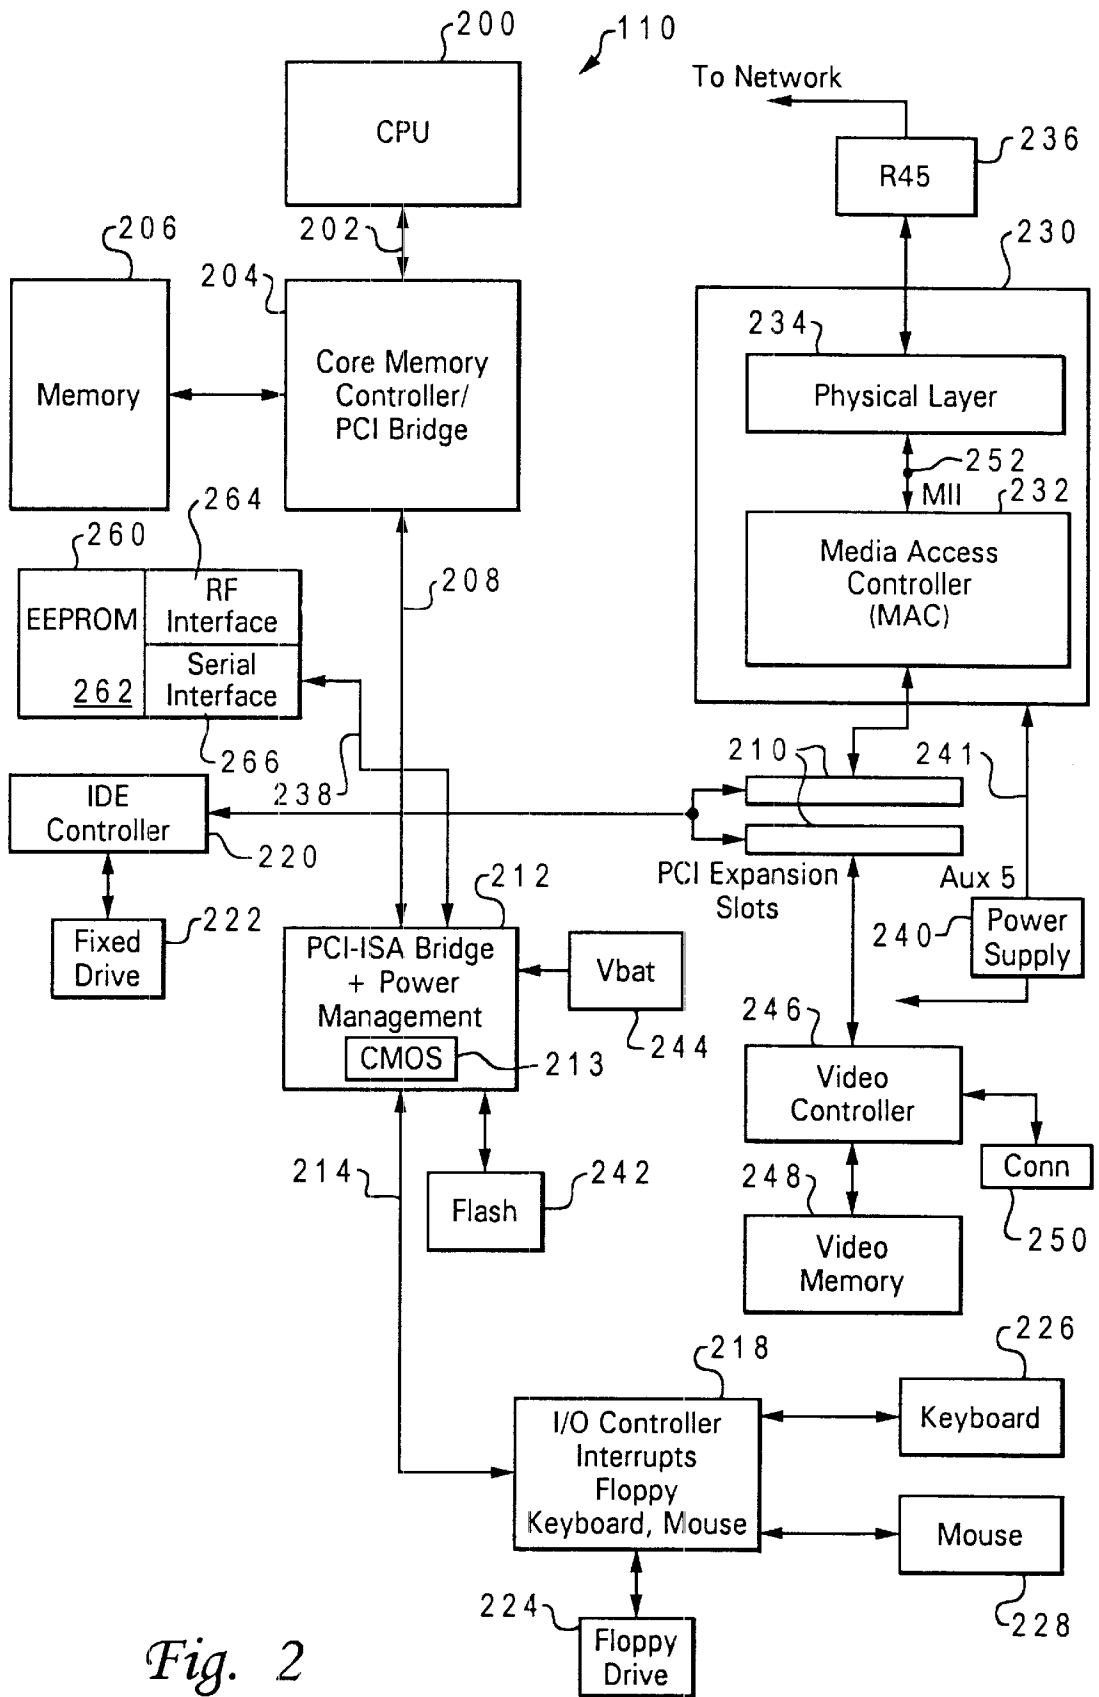 200
110
To Network
CPU
236
R45
206
202
230
204
234
Core Memory
Controller/
PCI Bridge
Memory
Physical Layer
252
MII
232
264
260
208
Media Access
Controller
(MAC)
EEPROM
RF
Interface
Serial
Interface
262
266
238
210
241
IDE
Controller
220
PCI Expansion
Slots
Aux 5
212
222
Fixed
Drive
PCI-ISA Bridge
+ Power
Management
Vbat
240
Power
Supply
CMOS
213
244
246
Video
Controller
214
242
Flash
248
Conn
250
Video
Memory
226
218
I/O Controller
Interrupts
Floppy
Keyboard, Mouse
Keyboard
Mouse
224
228
Floppy
Drive
Fig. 2